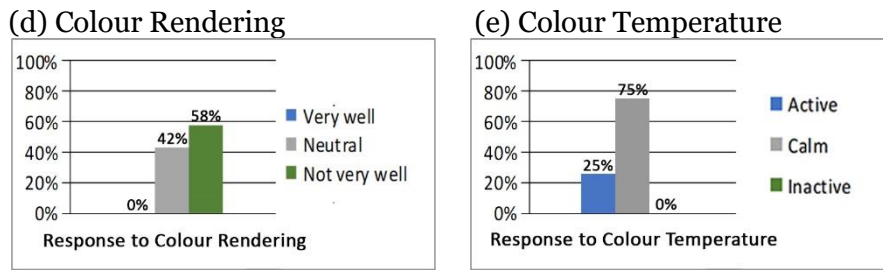 (d) Colour Rendering
100%
80%
60%
40%
20%
0%
0%
42%
58%
Very well
Neutral
Not very well
Response to Colour Rendering
(e) Colour Temperature
100%
80%
60%
40%
20%
0%
25%
75%
0%
Active
Calm
Inactive
Response to Colour Temperature